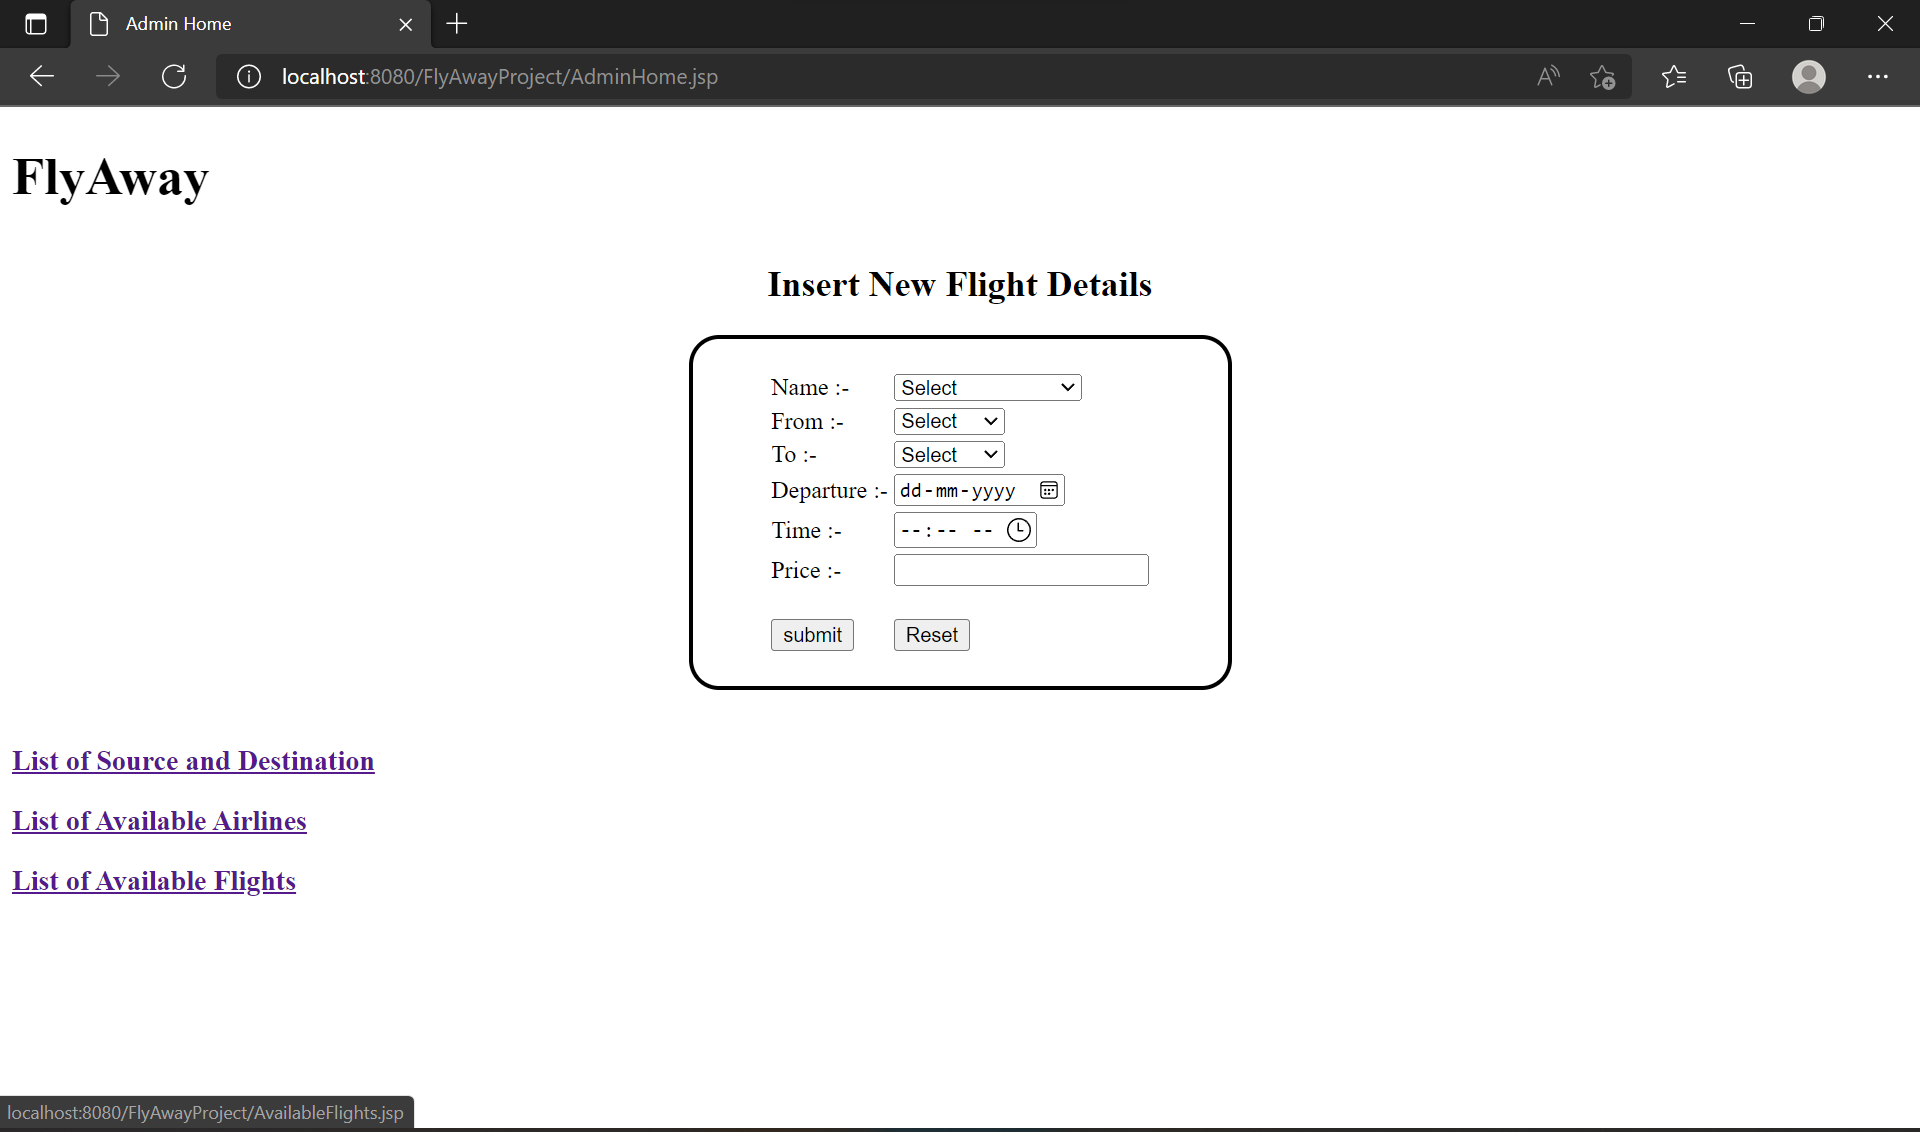 Admin Home
localhost:8080/FlyAwayProject/AdminHome.jsp
FlyAway
Insert New Flight Details
Name :- Select
From :- Select
To :- Select
Departure :- dd-mm-yyyy
Time :- --:-- --
Price :-
submit Reset
List of Source and Destination
List of Available Airlines
List of Available Flights
localhost:8080/FlyAwayProject/AvailableFlights.jsp